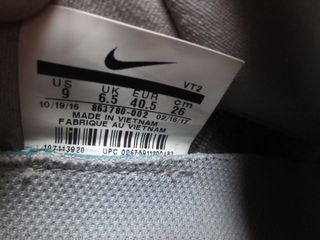 VT2
US UK EUR cm
9 6.5 40.5 26
10/19/16 863780-002 02/16/17
MADE IN VIETNAM
FABRIQUE AU VIETNAM
UPC